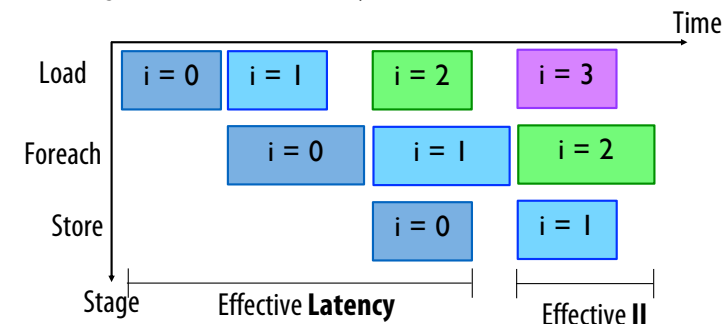 Time
Load i = 0 i = 1 i = 2 i = 3
Foreach i = 0 i = 1 i = 2
Store i = 0 i = 1
Stage Effective Latency Effective II